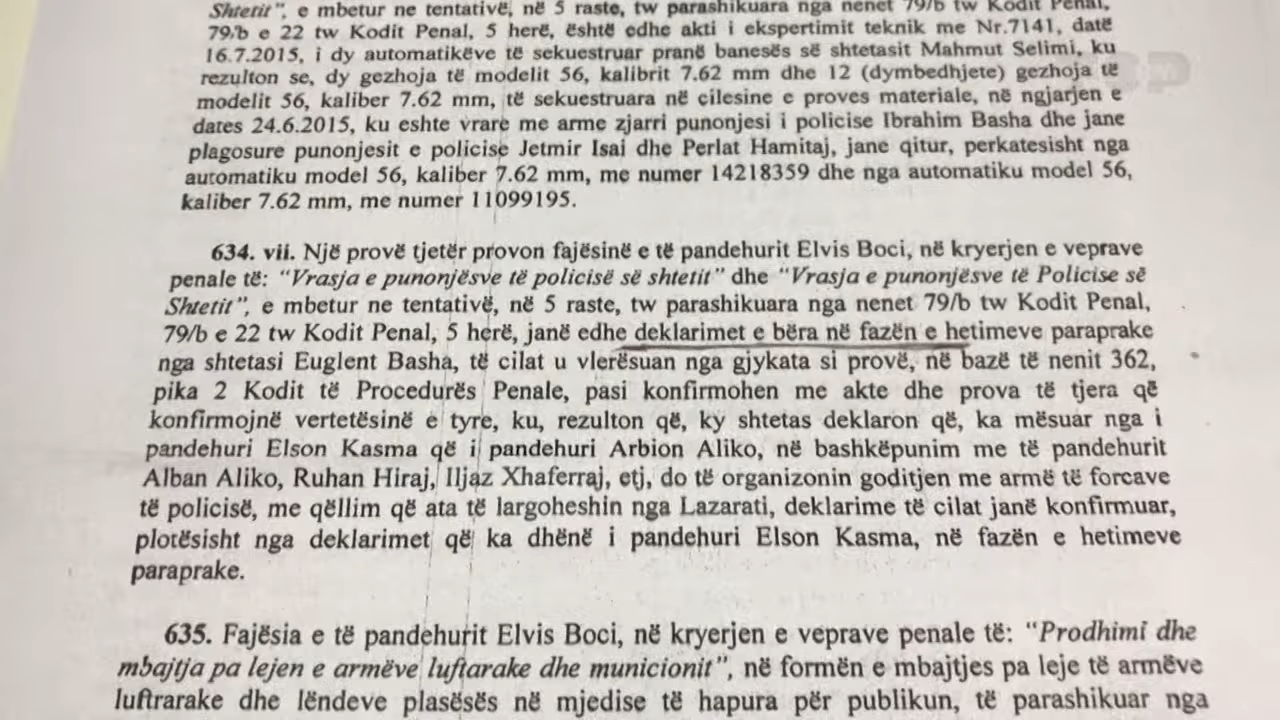 Shtetit", e mbetur ne tentativë, në 5 raste, tw parashikuara nga nenet 79/b tw Kodit Penal,
79/b e 22 tw Kodit Penal, 5 herë, është edhe akti i ekspertimit teknik me Nr.7141, datë
16.7.2015, i dy automatikëve të sekuestruar pranë banesës së shtetasit Mahmut Selimi, ku
rezulton se, dy gezhoja të modelit 56, kalibrit 7.62 mm dhe 12 (dymbedhjete) gezhoja të
modelit 56, kaliber 7.62 mm, të sekuestruara në cilesine e proves materiale, në ngjarjen e
dates 24.6.2015, ku eshte vrare me arme zjarri punonjesi i policise Ibrahim Basha dhe jane
plagosure punonjesit e policise Jetmir Isai dhe Perlat Hamitaj, jane qitur, perkatesisht nga
automatiku model 56, kaliber 7.62 mm, me numer 14218359 dhe nga automatiku model 56,
kaliber 7.62 mm, me numer 11099195.
634. vii. Një provë tjetër provon fajësinë e të pandehurit Elvis Boci, në kryerjen e veprave
penale të: "Vrasja e punonjësve të policisë së shtetit" dhe "Vrasja e punonjësve të Policise së
Shtetit", e mbetur ne tentativë, në 5 raste, tw parashikuara nga nenet 79/b tw Kodit Penal,
79/b e 22 tw Kodit Penal, 5 herë, janë edhe deklarimet e bëra në fazën e hetimeve paraprake
nga shtetasi Euglent Basha, të cilat u vlerësuan nga gjykata si provë, në bazë të nenit 362,
pika 2 Kodit të Procedurës Penale, pasi konfirmohen me akte dhe prova të tjera që
konfirmojnë vertetësinë e tyre, ku, rezulton që, ky shtetas deklaron që, ka mësuar nga i
pandehuri Elson Kasma që i pandehuri Arbion Aliko, në bashkëpunim me të pandehurit
Alban Aliko, Ruhan Hiraj, Iljaz Xhaferraj, etj, do të organizonin goditjen me armë të forcave
të policisë, me qëllim që ata të largoheshin nga Lazarati, deklarime të cilat janë konfirmuar,
plotësisht nga deklarimet që ka dhënë i pandehuri Elson Kasma, në fazën e hetimeve
paraprake.
635. Fajësia e të pandehurit Elvis Boci, në kryerjen e veprave penale të: "Prodhimi dhe
mbajtja pa lejen e armëve luftarake dhe municionit", në formën e mbajtjes pa leje të armëve
luftrarake dhe lëndeve plasësës në mjedise të hapura për publikun, të parashikuar nga